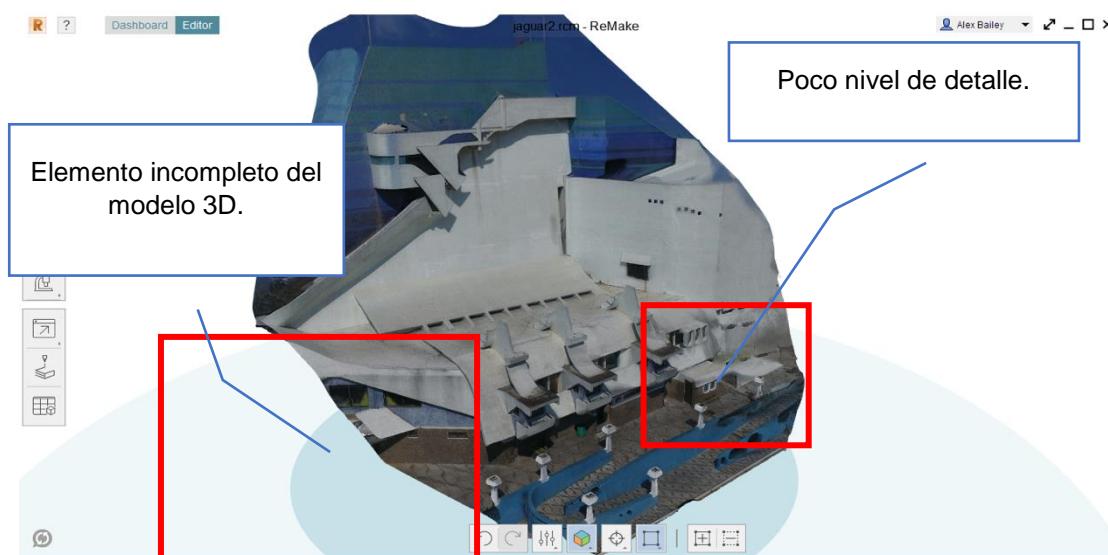 R ? Dashboard Editor jaguar2.rcm - ReMake Alex Bailey
Poco nivel de detalle.
Elemento incompleto del
modelo 3D.